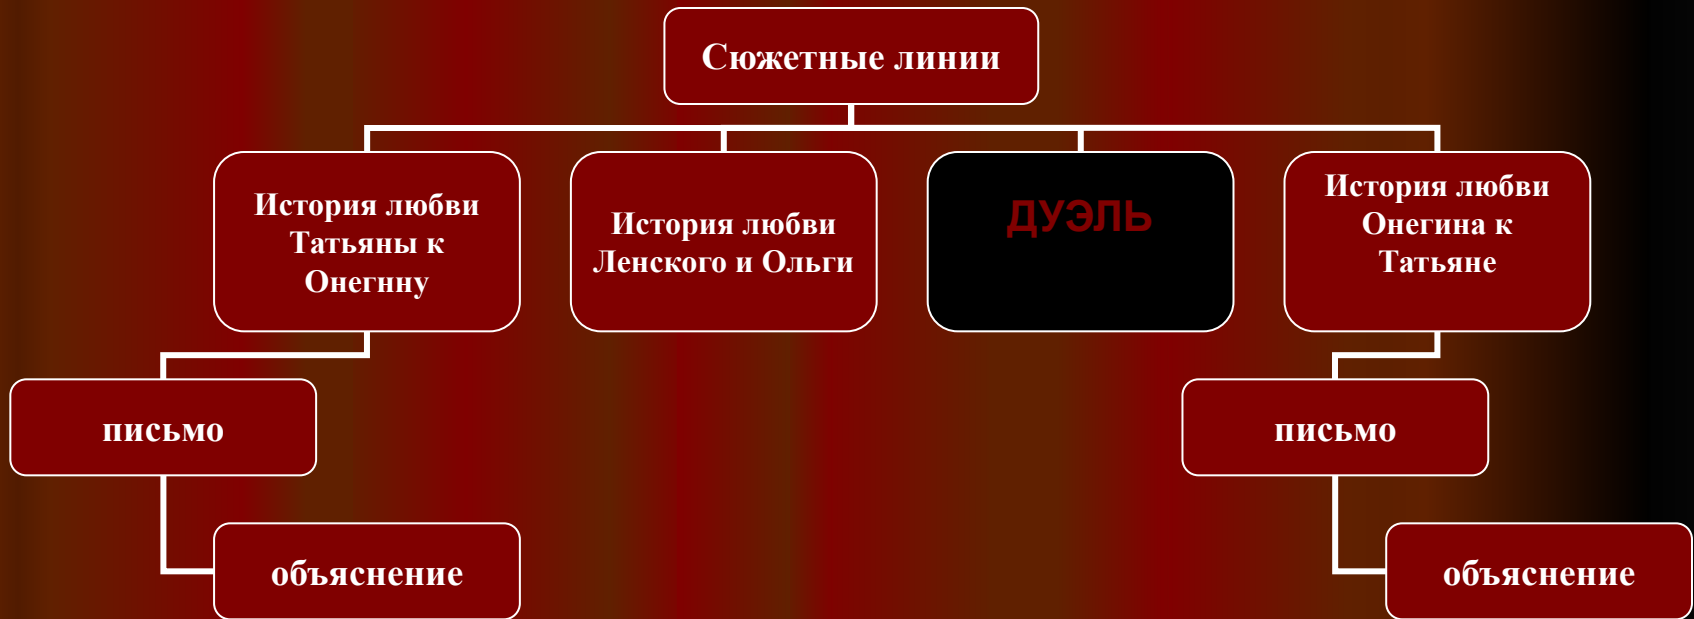 Сюжетные линии
История любви
Татьяны к
Онегнну
История любви
Ленского и Ольги
ДУЭЛЬ
История любви
Онегина к
Татьяне
письмо
объяснение
письмо
объяснение